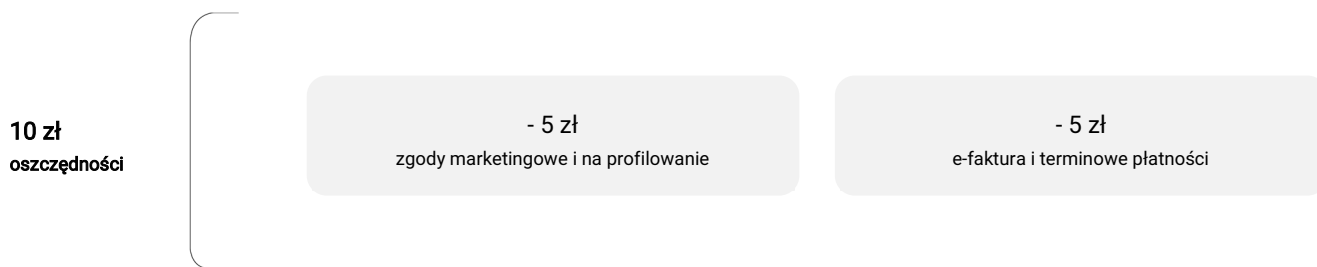 10 zł
oszczędności
- 5 zł
zgody marketingowe i na profilowanie
- 5 zł
e-faktura i terminowe płatności